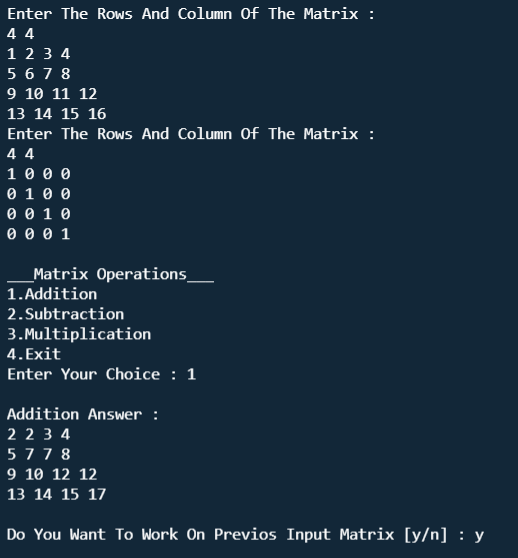 Enter The Rows And Column Of The Matrix :
4 4
1 2 3 4
5 6 7 8
9 10 11 12
13 14 15 16
Enter The Rows And Column Of The Matrix :
4 4
1 0 0 0
0 1 0 0
0 0 1 0
0 0 0 1
___Matrix Operations___
1.Addition
2.Subtraction
3.Multiplication
4.Exit
Enter Your Choice : 1
Addition Answer :
2 2 3 4
5 7 7 8
9 10 12 12
13 14 15 17
Do You Want To Work On Previos Input Matrix [y/n] : y